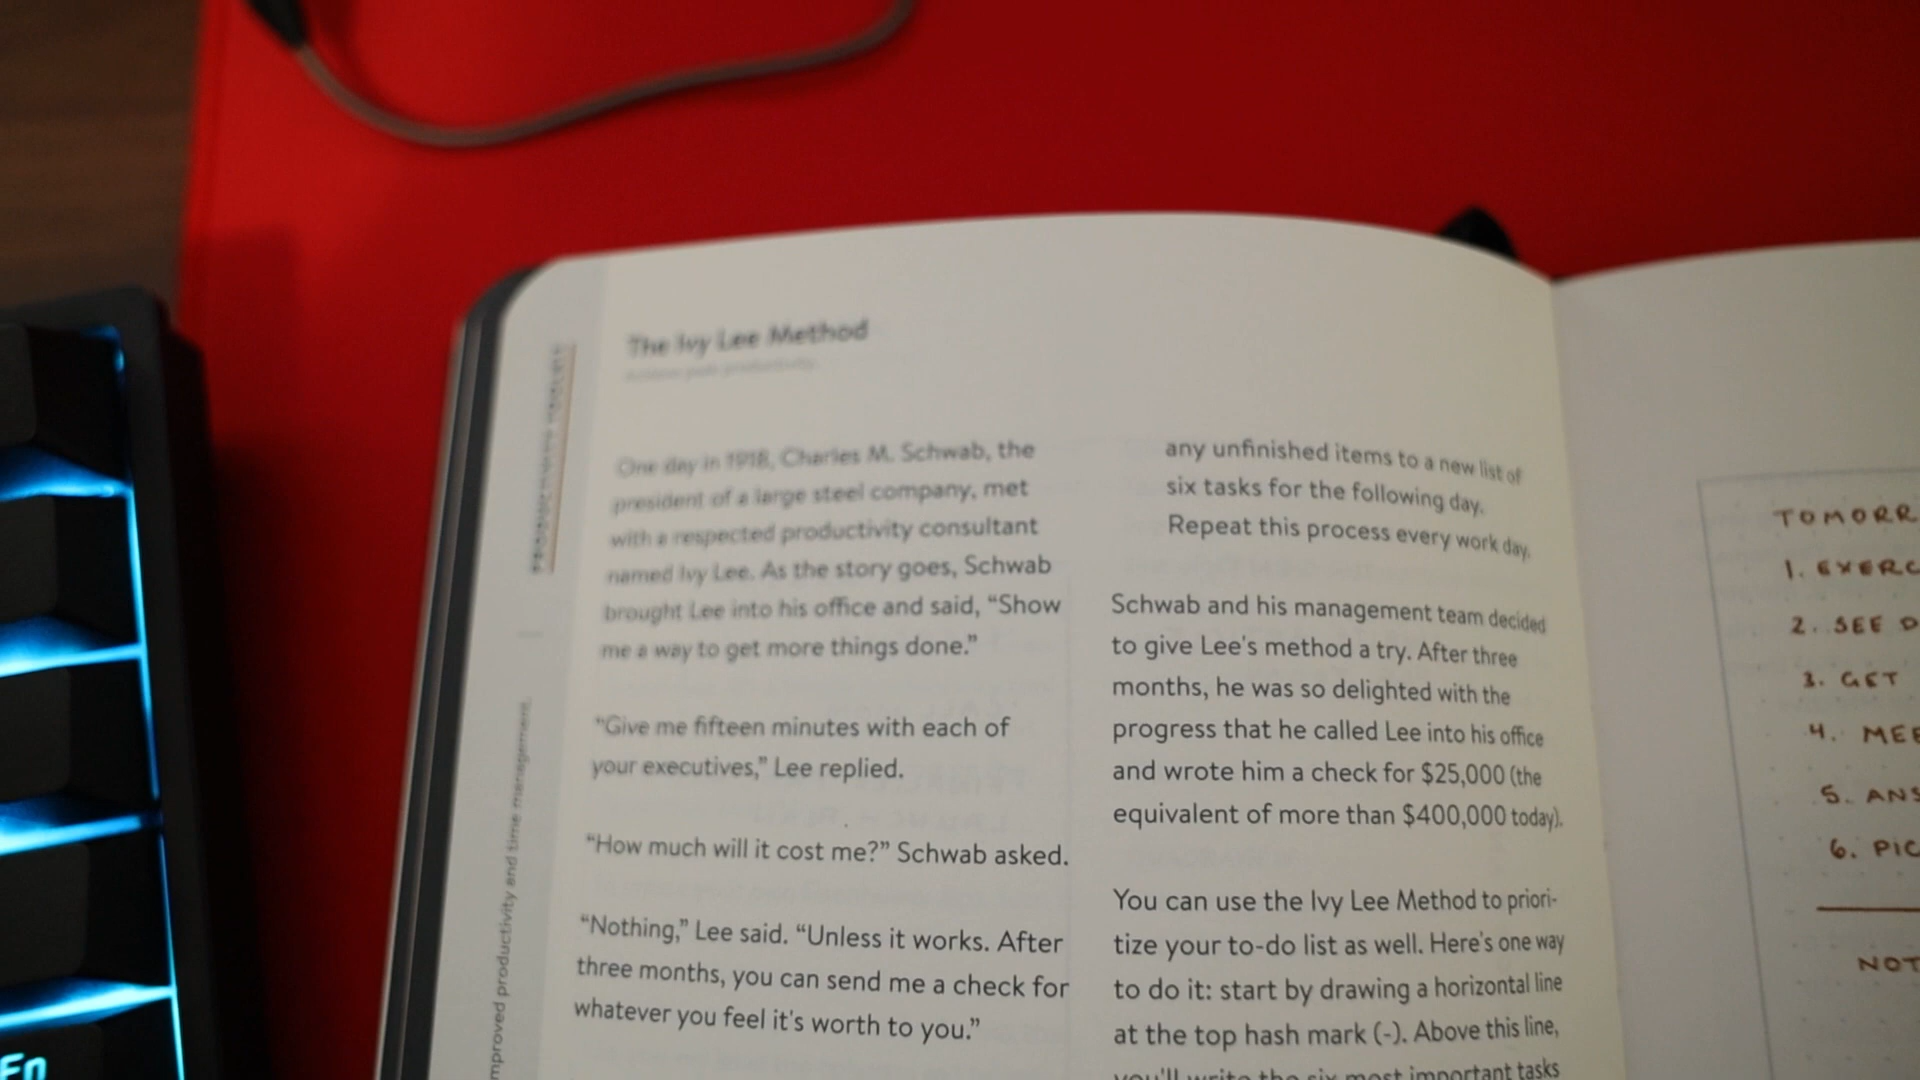 The Ivy Lee Method
One day in 1918, Charles M. Schwab, the
president of a large steel company, met
with a respected productivity consultant
named Ivy Lee. As the story goes, Schwab
brought Lee into his office and said, “Show
me a way to get more things done.”
“Give me fifteen minutes with each of
your executives,” Lee replied.
“How much will it cost me?” Schwab asked.
“Nothing,” Lee said. “Unless it works. After
three months, you can send me a check for
whatever you feel it's worth to you.”
any unfinished items to a new list of
six tasks for the following day.
Repeat this process every work day.
Schwab and his management team decided
to give Lee's method a try. After three
months, he was so delighted with the
progress that he called Lee into his office
and wrote him a check for $25,000 (the
equivalent of more than $400,000 today).
You can use the Ivy Lee Method to priori-
tize your to-do list as well. Here's one way
to do it: start by drawing a horizontal line
at the top hash mark (-). Above this line,
you'll write the six most important tasks
mproved productivity and time management.
TOMORR
1. EXERC
2. SEE D
3. GET
4. MEE
5. ANS
6. PIC
NOT
Fn